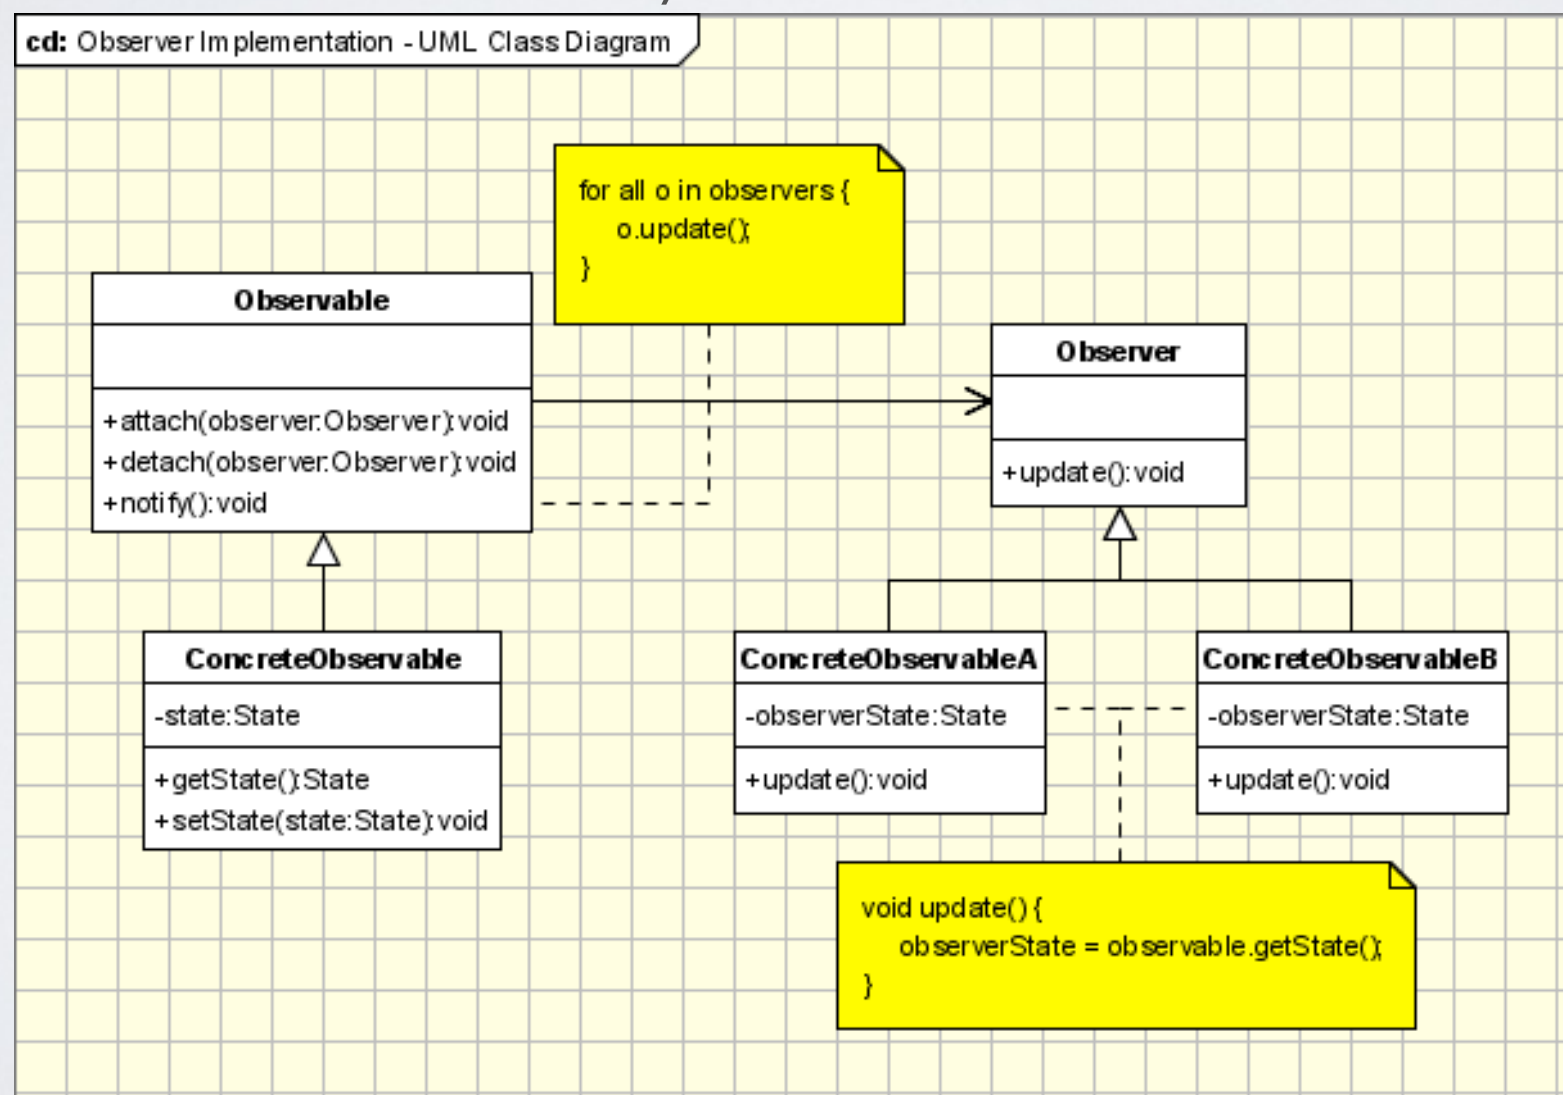 cd: Observer Implementation - UML Class Diagram
for all o in observers {
o.update();
}
Observable
+attach(observer:Observer):void
+detach(observer:Observer):void
+notify():void
Observer
+update():void
ConcreteObservable
-state:State
+getState():State
+setState(state:State):void
ConcreteObservableA
-observerState:State
+update():void
ConcreteObservableB
-observerState:State
+update():void
void update() {
observerState = observable.getState();
}